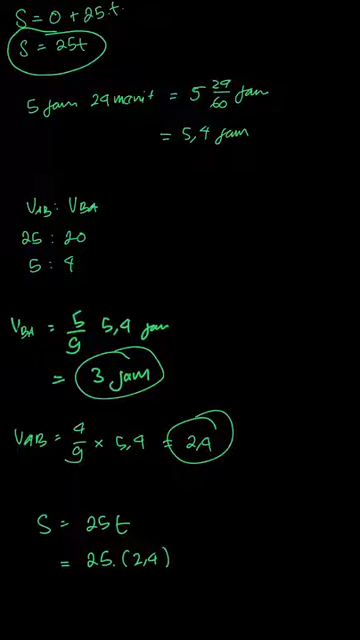 S = 0 + 25.t.
S = 25t
5 jam 24 menit = 5 24/60 jam
= 5,4 jam
VAB : VBA
25 : 20
5 : 4
VBA = 5/9 5,4 jam
= 3 jam
VAB = 4/9 × 5,4 = 2,4
S = 25t
= 25. (2,4)